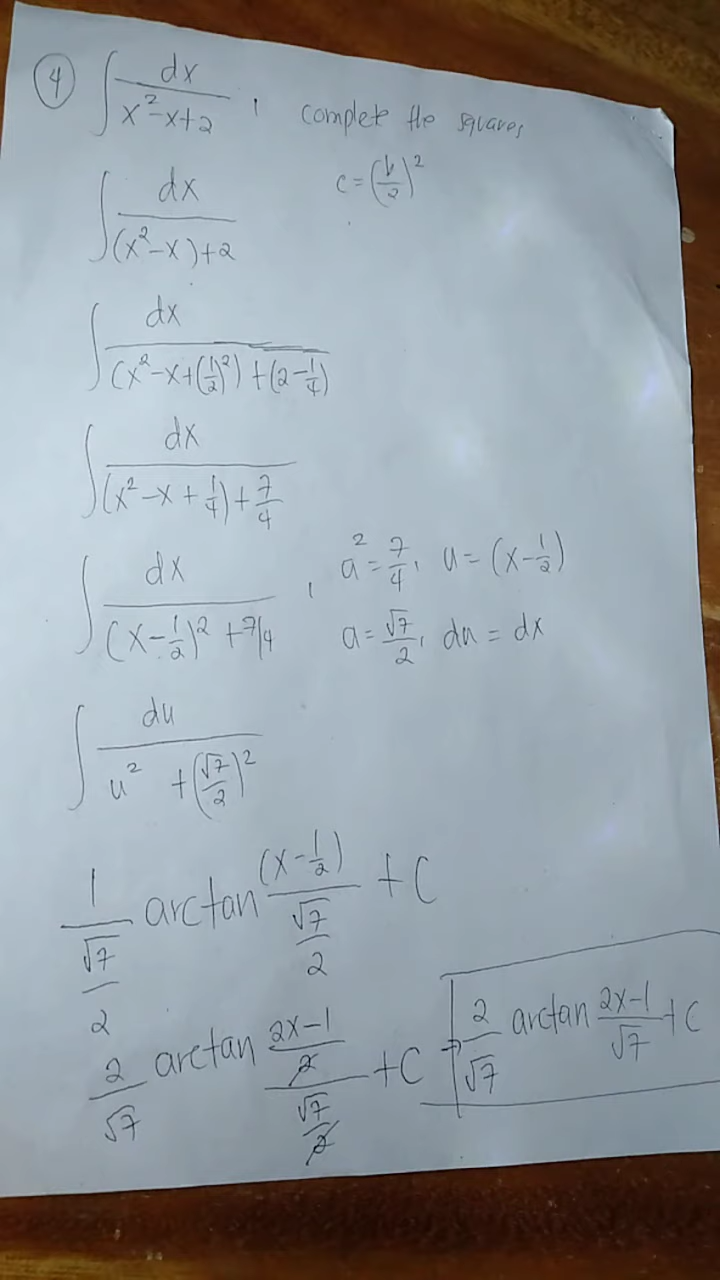 ④ ∫ dx / (x² - x + 2) , complete the squares,
∫ dx / ((x² - x) + 2)   c = (b/2)²
∫ dx / ((x² - x + (1/2)²) + (2 - 1/4))
∫ dx / ((x² - x + 1/4) + 7/4)
∫ dx / ((x - 1/2)² + 7/4) , a² = 7/4, u = (x - 1/2)
a = √7/2, du = dx
∫ du / (u² + (√7/2)²)
1/(√7/2) arctan (x - 1/2)/(√7/2) + C
2/√7 arctan ((2x-1)/2)/(√7/2) + C → 2/√7 arctan (2x-1)/√7 + C